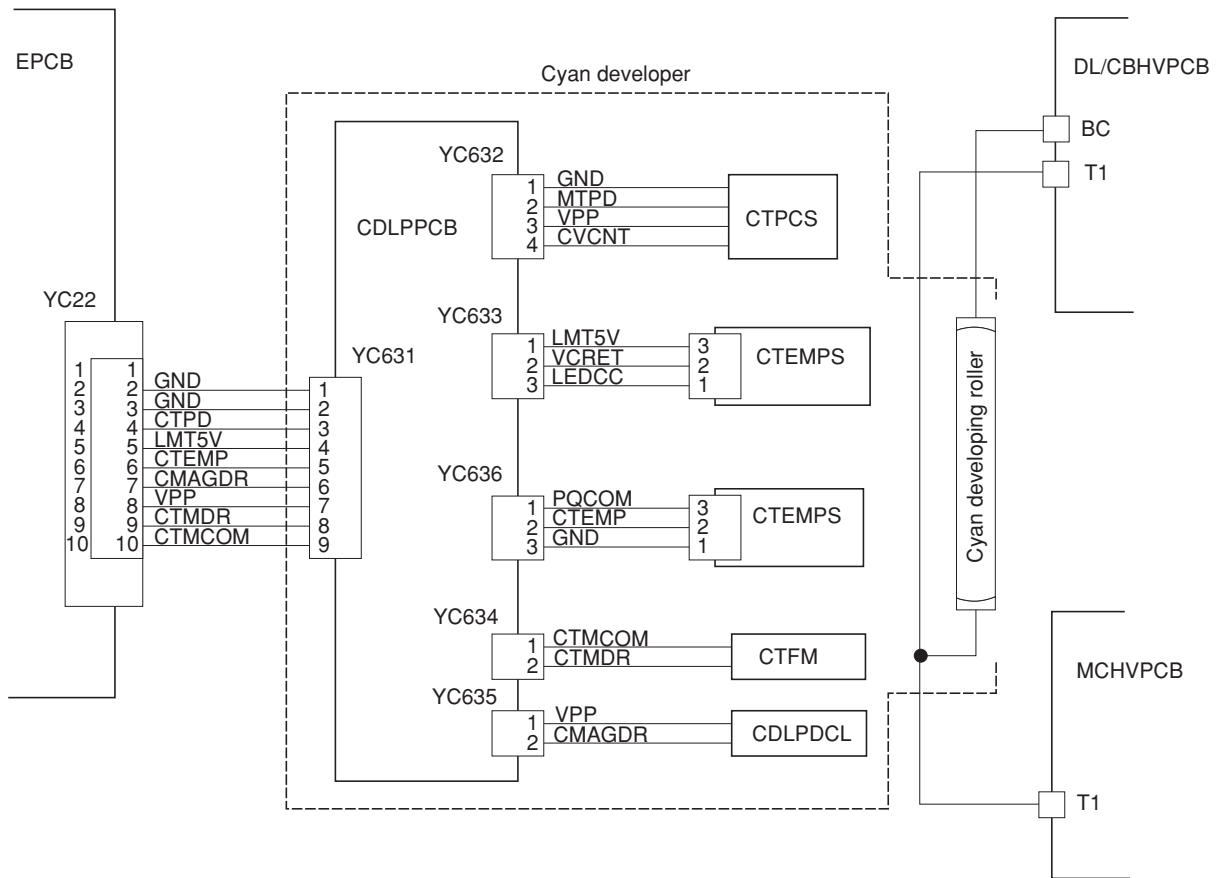 EPCB
YC22
1
2
3
4
5
6
7
8
9
10
1
2
3
4
5
6
7
8
9
10
GND
GND
CTPD
LMT5V
CTEMP
CMAGDR
VPP
CTMDR
CTMCOM
Cyan developer
YC631
1
2
3
4
5
6
7
8
9
CDLPPCB
YC632
1 GND
2 MTPD
3 VPP
4 CVCNT
CTPCS
YC633
1 LMT5V 3
2 VCRET 2
3 LEDCC 1
CTEMPS
YC636
1 PQCOM 3
2 CTEMP 2
3 GND 1
CTEMPS
YC634
1 CTMCOM
2 CTMDR
CTFM
YC635
1 VPP
2 CMAGDR
CDLPDCL
Cyan developing roller
DL/CBHVPCB
BC
T1
MCHVPCB
T1